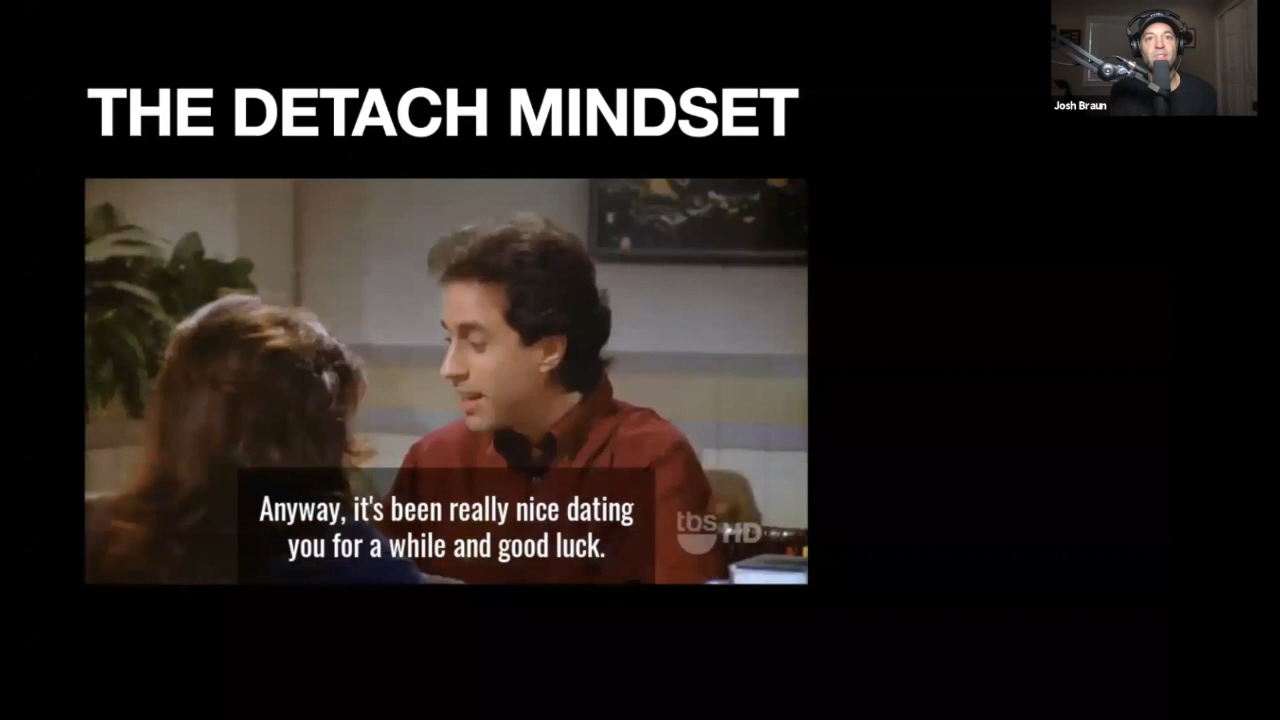 THE DETACH MINDSET
Josh Braun
Anyway, it's been really nice dating
you for a while and good luck.
tbs HD